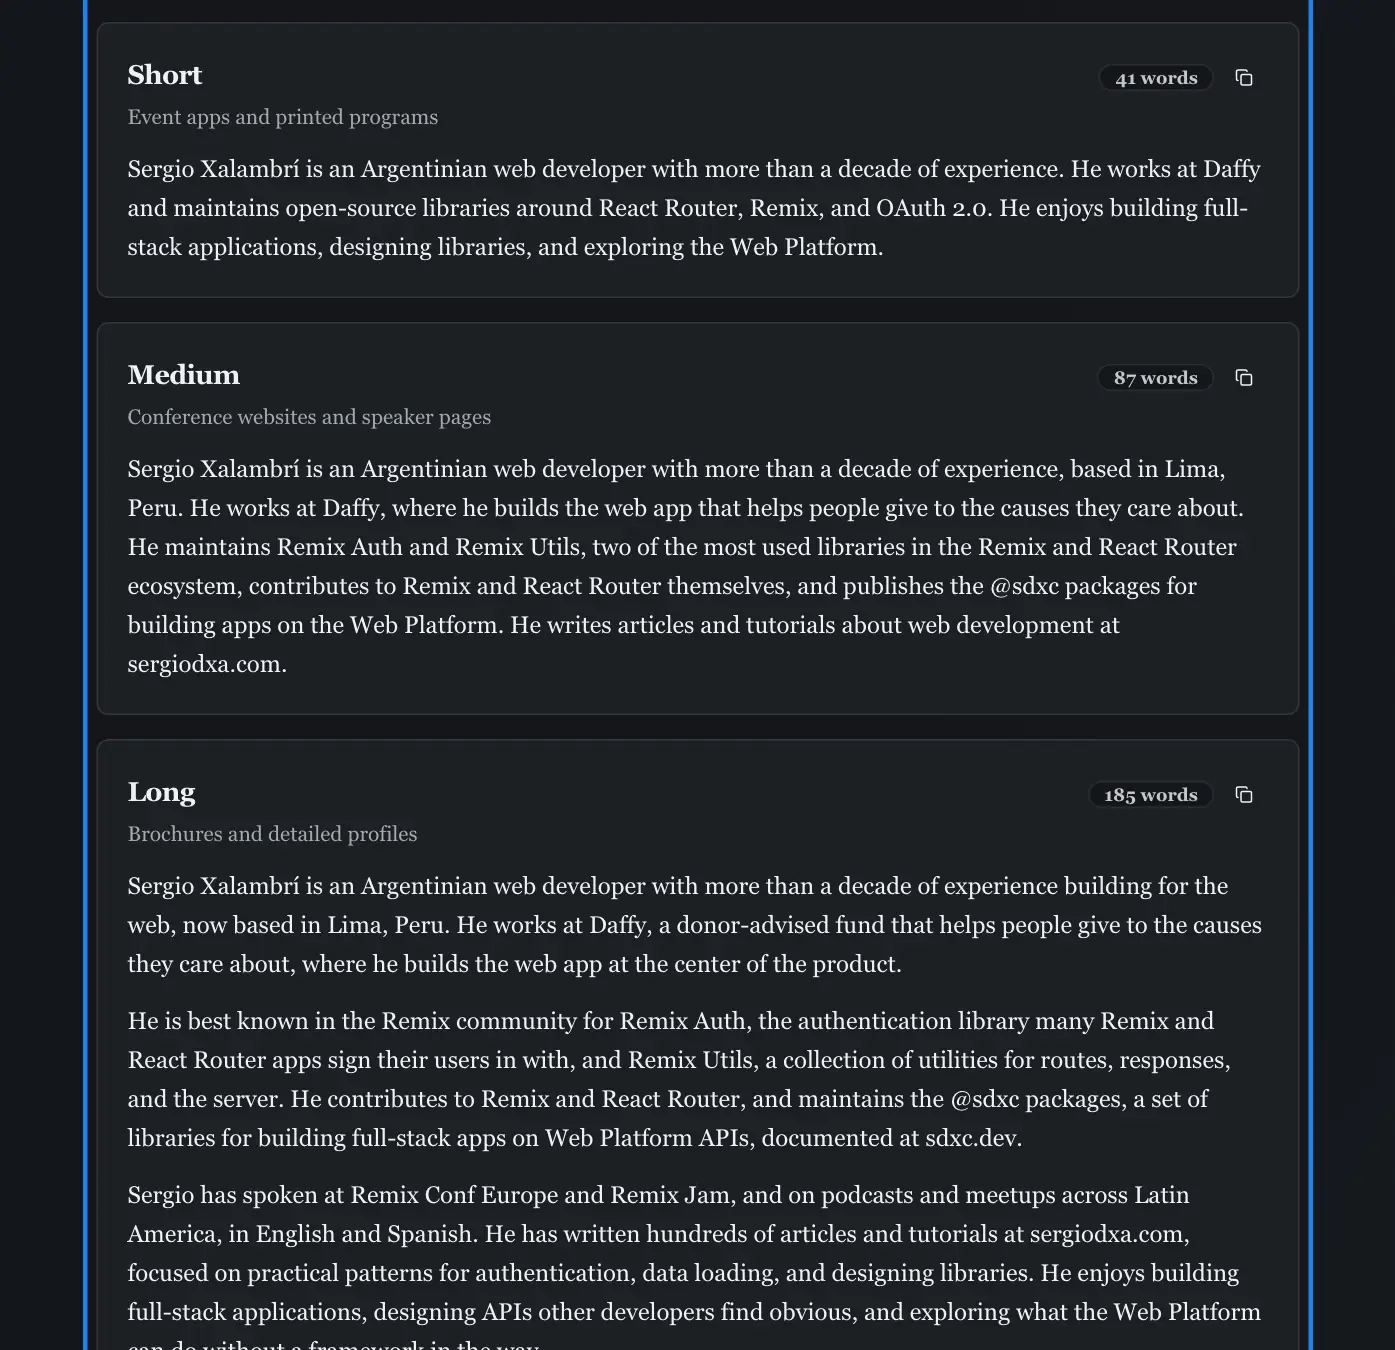 Short
41 words
Event apps and printed programs
Sergio Xalambrí is an Argentinian web developer with more than a decade of experience. He works at Daffy
and maintains open-source libraries around React Router, Remix, and OAuth 2.0. He enjoys building full-
stack applications, designing libraries, and exploring the Web Platform.
Medium
87 words
Conference websites and speaker pages
Sergio Xalambrí is an Argentinian web developer with more than a decade of experience, based in Lima,
Peru. He works at Daffy, where he builds the web app that helps people give to the causes they care about.
He maintains Remix Auth and Remix Utils, two of the most used libraries in the Remix and React Router
ecosystem, contributes to Remix and React Router themselves, and publishes the @sdxc packages for
building apps on the Web Platform. He writes articles and tutorials about web development at
sergiodxa.com.
Long
185 words
Brochures and detailed profiles
Sergio Xalambrí is an Argentinian web developer with more than a decade of experience building for the
web, now based in Lima, Peru. He works at Daffy, a donor-advised fund that helps people give to the causes
they care about, where he builds the web app at the center of the product.
He is best known in the Remix community for Remix Auth, the authentication library many Remix and
React Router apps sign their users in with, and Remix Utils, a collection of utilities for routes, responses,
and the server. He contributes to Remix and React Router, and maintains the @sdxc packages, a set of
libraries for building full-stack apps on Web Platform APIs, documented at sdxc.dev.
Sergio has spoken at Remix Conf Europe and Remix Jam, and on podcasts and meetups across Latin
America, in English and Spanish. He has written hundreds of articles and tutorials at sergiodxa.com,
focused on practical patterns for authentication, data loading, and designing libraries. He enjoys building
full-stack applications, designing APIs other developers find obvious, and exploring what the Web Platform
can do without a framework in the way.